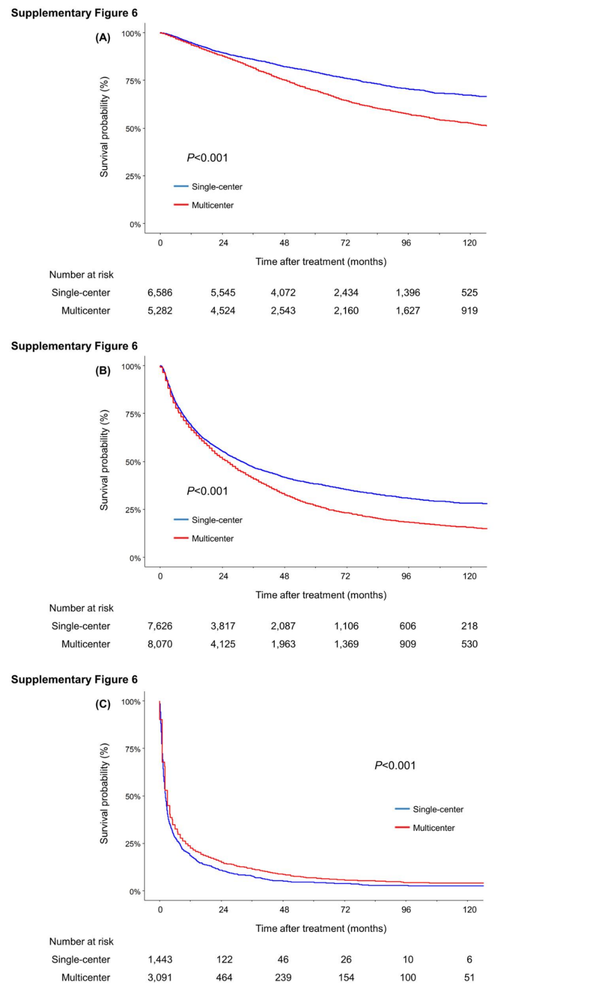 Supplementary Figure 6
(A)
Survival probability (%)
100%
75%
50%
25%
0%
P<0.001
Single-center
Multicenter
0 24 48 72 96 120
Time after treatment (months)
Number at risk
Single-center 6,586 5,545 4,072 2,434 1,396 525
Multicenter 5,282 4,524 2,543 2,160 1,627 919
Supplementary Figure 6
(B)
Survival probability (%)
100%
75%
50%
25%
0%
P<0.001
Single-center
Multicenter
0 24 48 72 96 120
Time after treatment (months)
Number at risk
Single-center 7,626 3,817 2,087 1,106 606 218
Multicenter 8,070 4,125 1,963 1,369 909 530
Supplementary Figure 6
(C)
Survival probability (%)
100%
75%
50%
25%
0%
P<0.001
Single-center
Multicenter
0 24 48 72 96 120
Time after treatment (months)
Number at risk
Single-center 1,443 122 46 26 10 6
Multicenter 3,091 464 239 154 100 51